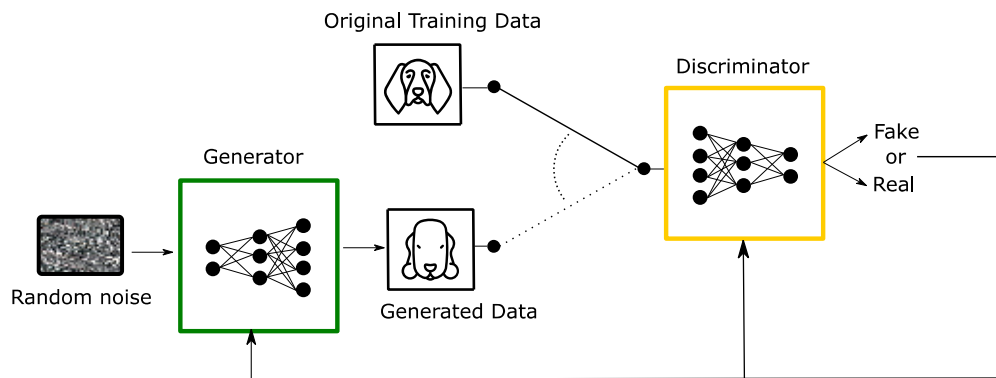 Original Training Data
Discriminator
Fake
or
Real
Generator
Random noise
Generated Data